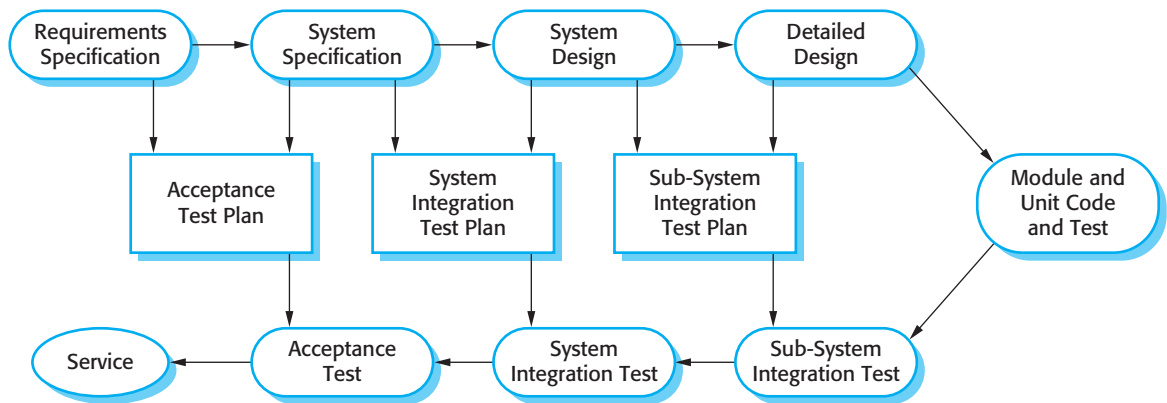 Requirements
Specification
System
Specification
System
Design
Detailed
Design
Acceptance
Test Plan
System
Integration
Test Plan
Sub-System
Integration
Test Plan
Module and
Unit Code
and Test
Service
Acceptance
Test
System
Integration Test
Sub-System
Integration Test